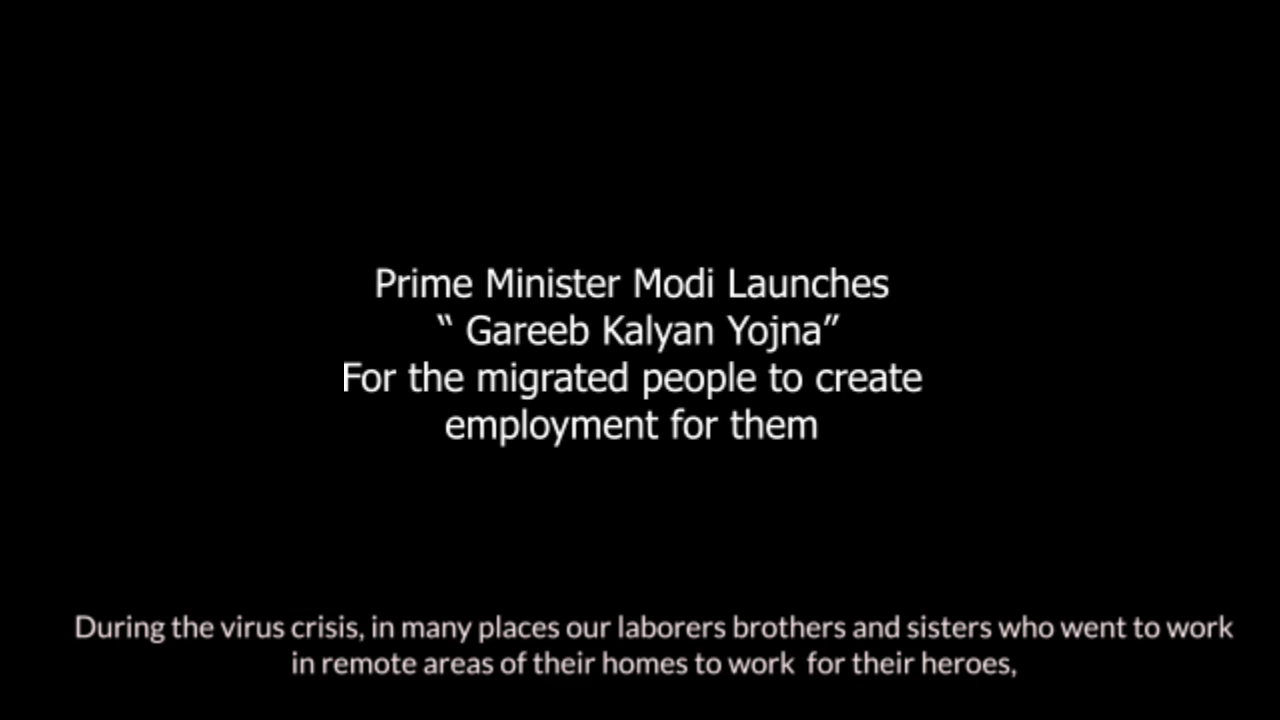 Prime Minister Modi Launches
“ Gareeb Kalyan Yojna”
For the migrated people to create
employment for them
During the virus crisis, in many places our laborers brothers and sisters who went to work
in remote areas of their homes to work  for their heroes,